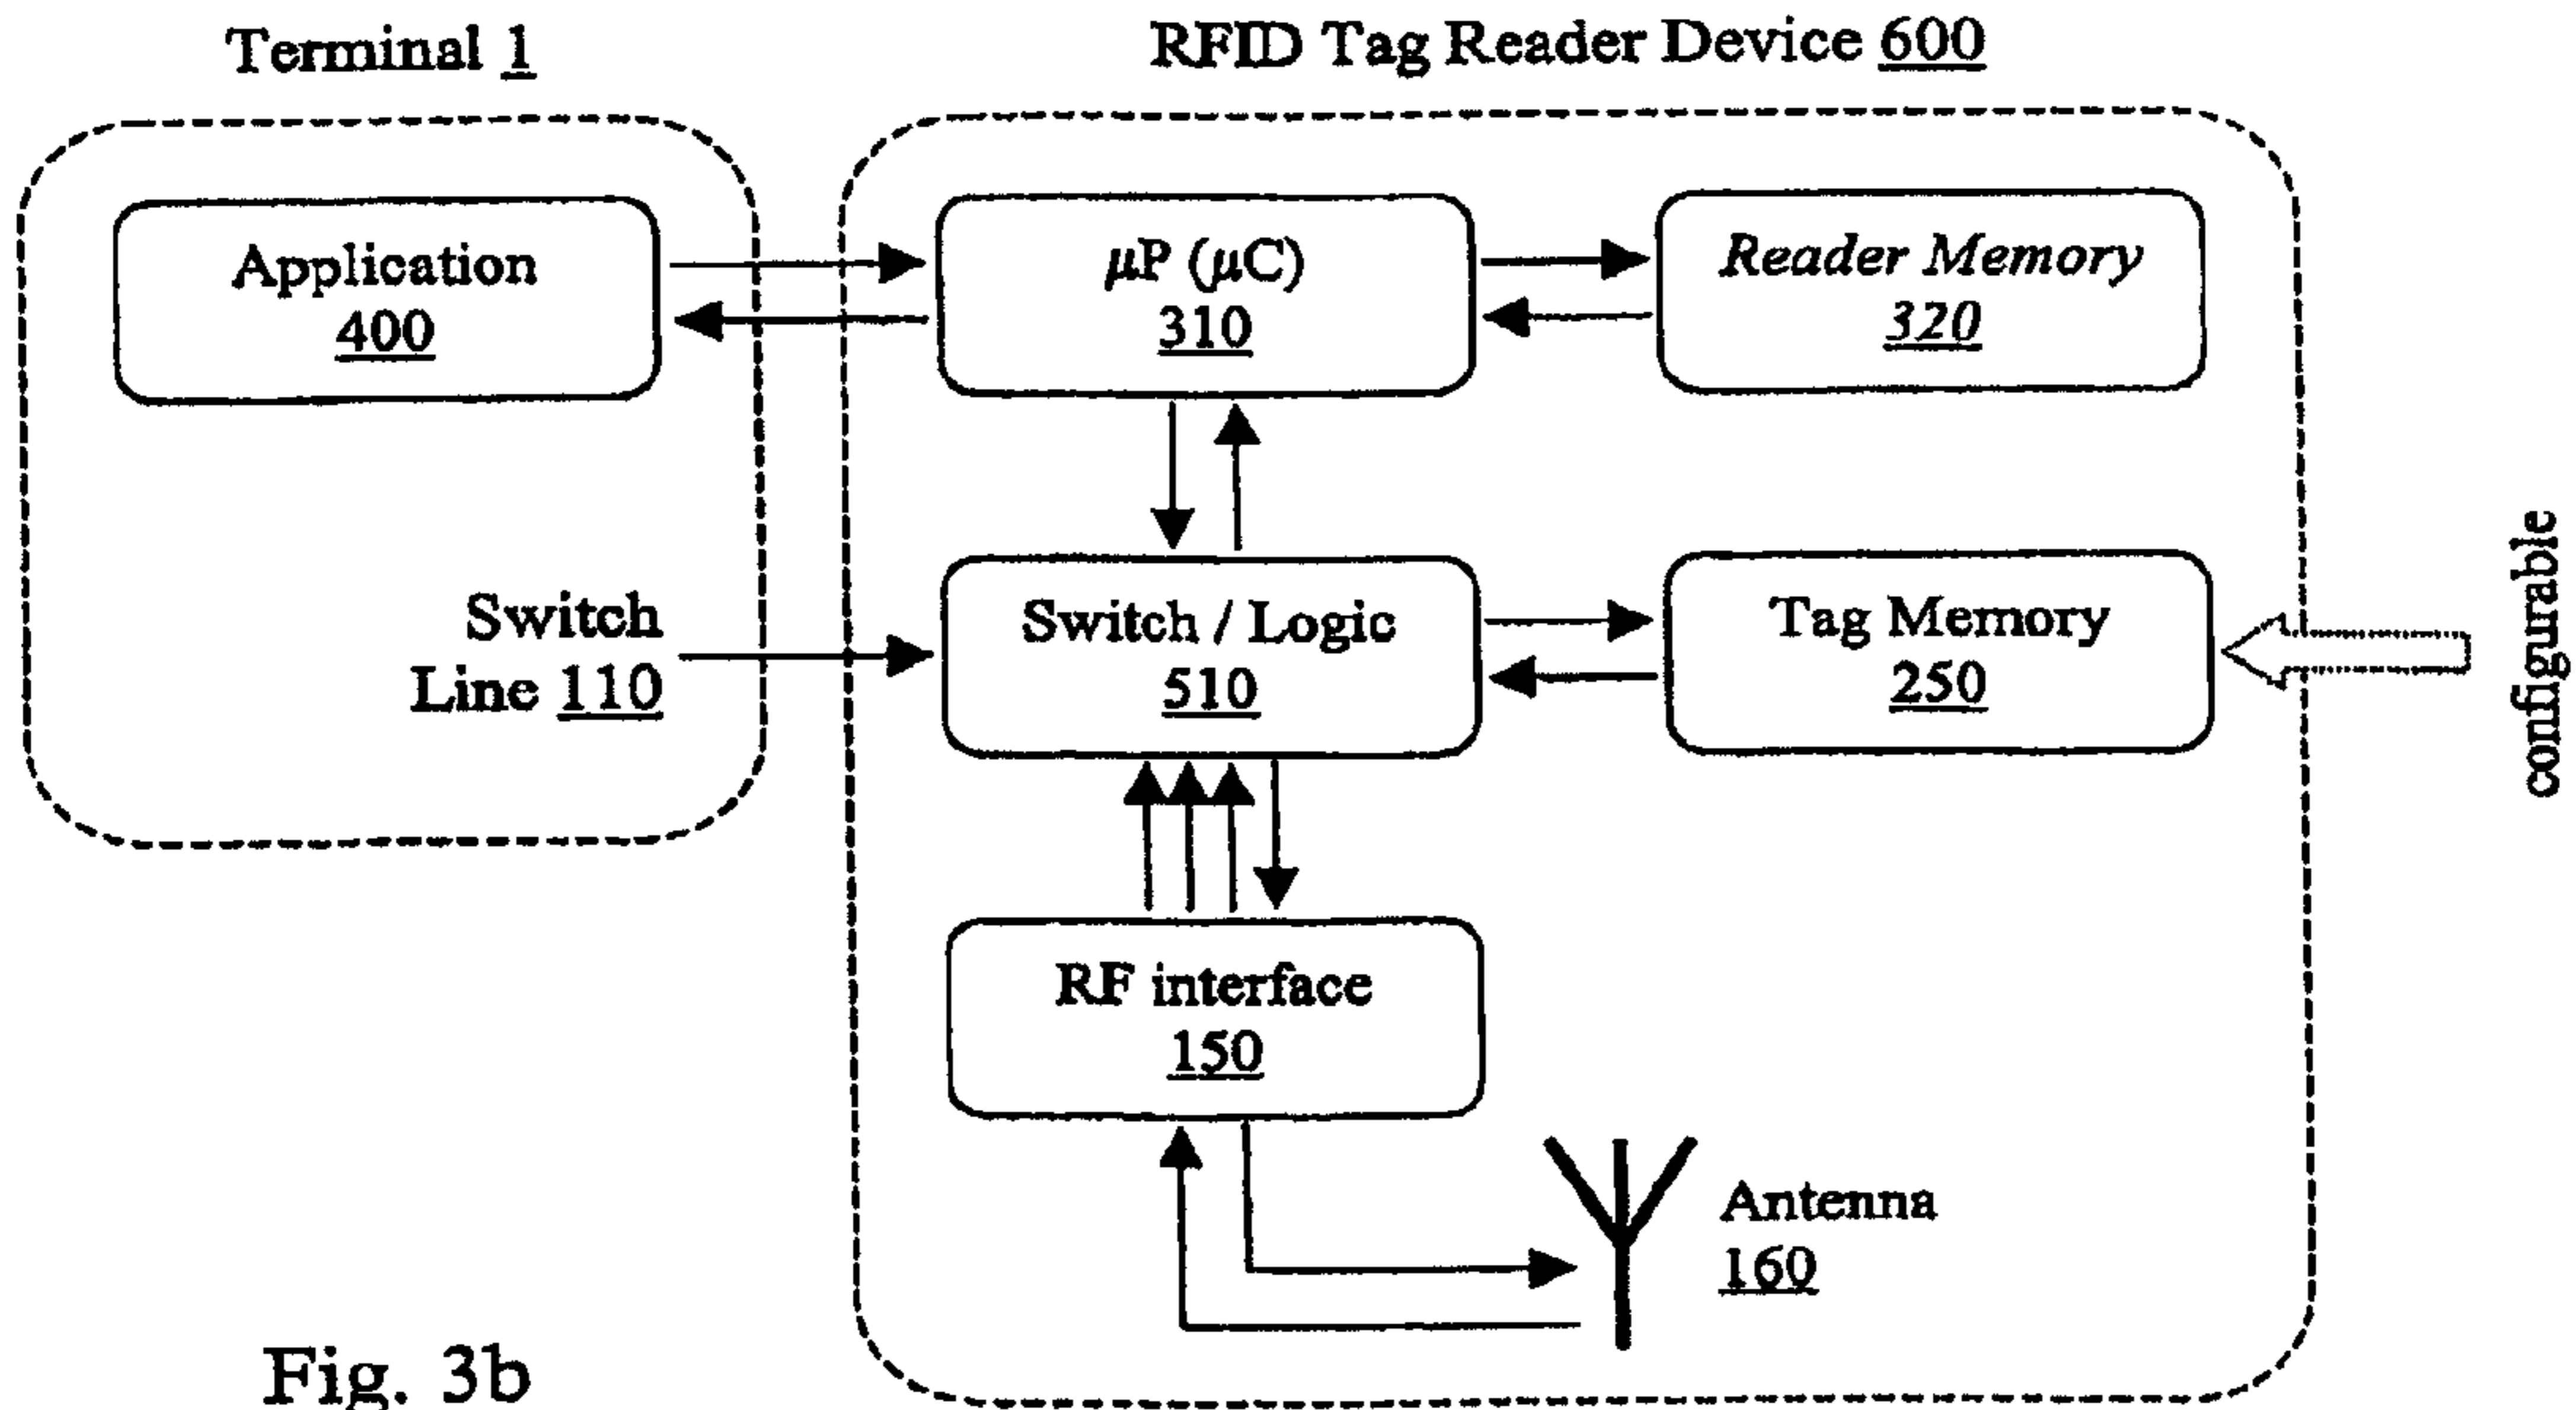 Terminal 1
RFID Tag Reader Device 600
Application
400
μP (μC)
310
Reader Memory
320
Switch
Line 110
Switch / Logic
510
Tag Memory
250
configurable
RF interface
150
Antenna
160
Fig. 3b